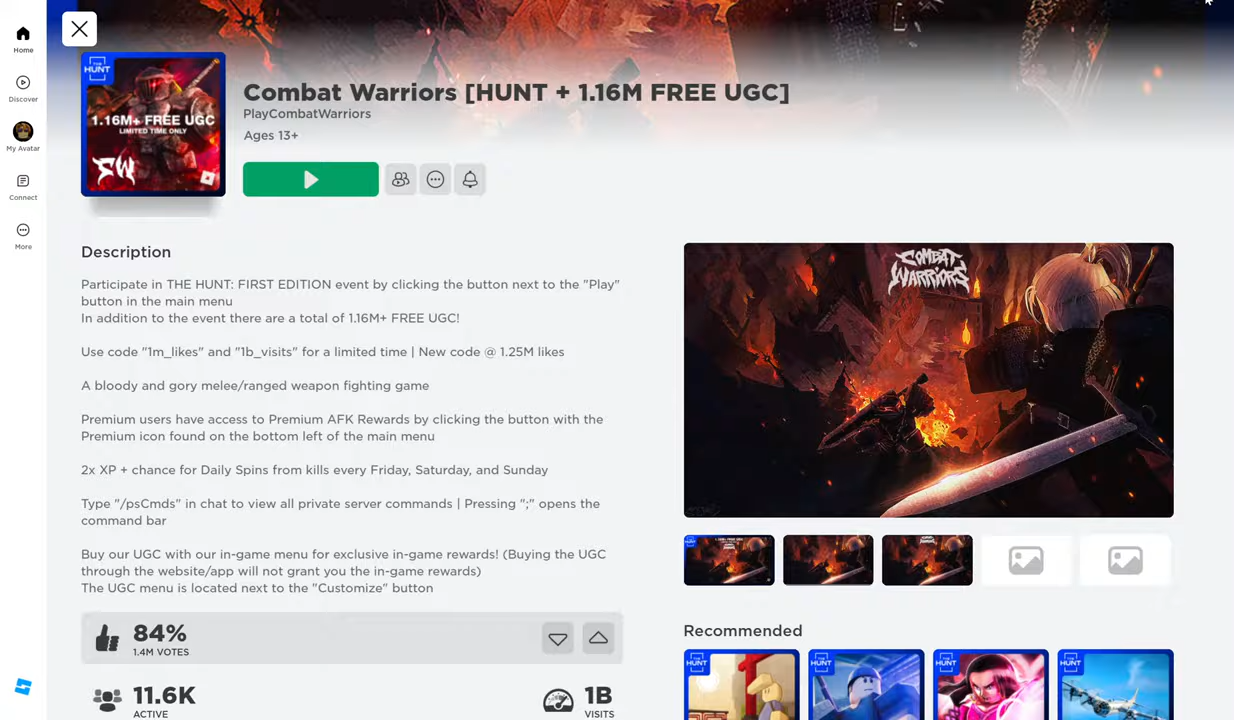 Home
Discover
My Avatar
Connect
More
THE
HUNT
1.16M+ FREE UGC
LIMITED TIME ONLY
CW
Combat Warriors [HUNT + 1.16M FREE UGC]
PlayCombatWarriors
Ages 13+
Description
Participate in THE HUNT: FIRST EDITION event by clicking the button next to the "Play"
button in the main menu
In addition to the event there are a total of 1.16M+ FREE UGC!
Use code "1m_likes" and "1b_visits" for a limited time | New code @ 1.25M likes
A bloody and gory melee/ranged weapon fighting game
Premium users have access to Premium AFK Rewards by clicking the button with the
Premium icon found on the bottom left of the main menu
2x XP + chance for Daily Spins from kills every Friday, Saturday, and Sunday
Type "/psCmds" in chat to view all private server commands | Pressing ";" opens the
command bar
Buy our UGC with our in-game menu for exclusive in-game rewards! (Buying the UGC
through the website/app will not grant you the in-game rewards)
The UGC menu is located next to the "Customize" button
84%
1.4M VOTES
11.6K
ACTIVE
1B
VISITS
COMBAT
WARRIORS
Recommended
THE
HUNT
THE
HUNT
THE
HUNT
THE
HUNT